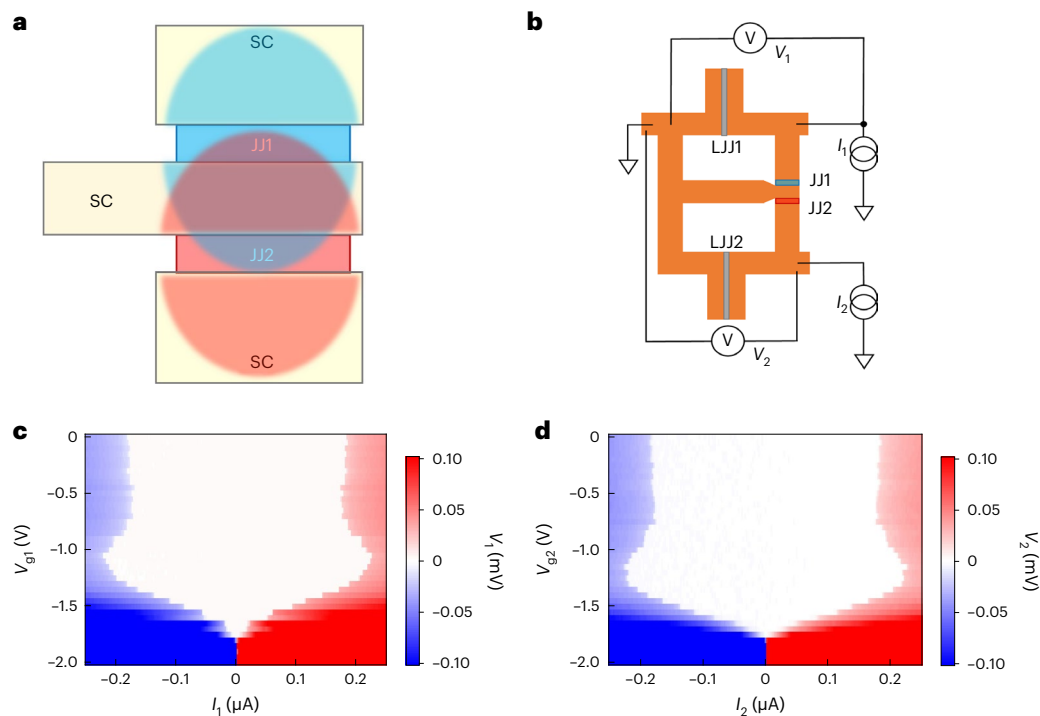 a
SC
JJ1
SC
JJ2
SC
b
V
V1
LJJ1
I1
JJ1
JJ2
LJJ2
I2
V
V2
c
0
−0.5
−1.0
−1.5
−2.0
Vg1 (V)
−0.2
−0.1
0
0.1
0.2
I1 (μA)
0.10
0.05
0
−0.05
−0.10
V1 (mV)
d
0
−0.5
−1.0
−1.5
−2.0
Vg2 (V)
−0.2
−0.1
0
0.1
0.2
I2 (μA)
0.10
0.05
0
−0.05
−0.10
V2 (mV)